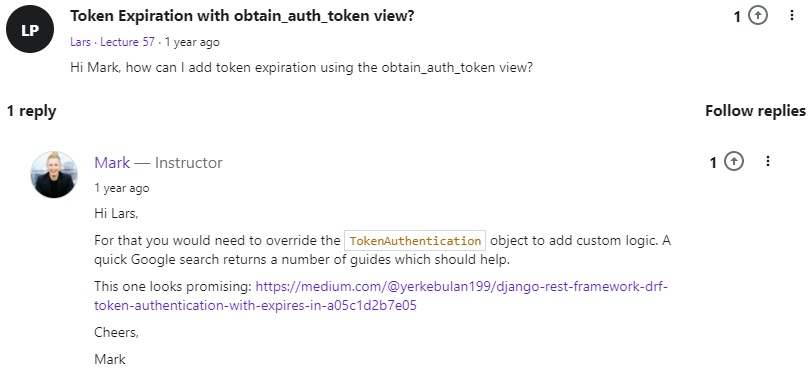 LP
Token Expiration with obtain_auth_token view?
1
Lars · Lecture 57 · 1 year ago
Hi Mark, how can I add token expiration using the obtain_auth_token view?
1 reply
Follow replies
Mark — Instructor
1
1 year ago
Hi Lars,
For that you would need to override the TokenAuthentication object to add custom logic. A
quick Google search returns a number of guides which should help.
This one looks promising: https://medium.com/@yerkebulan199/django-rest-framework-drf-
token-authentication-with-expires-in-a05c1d2b7e05
Cheers,
Mark